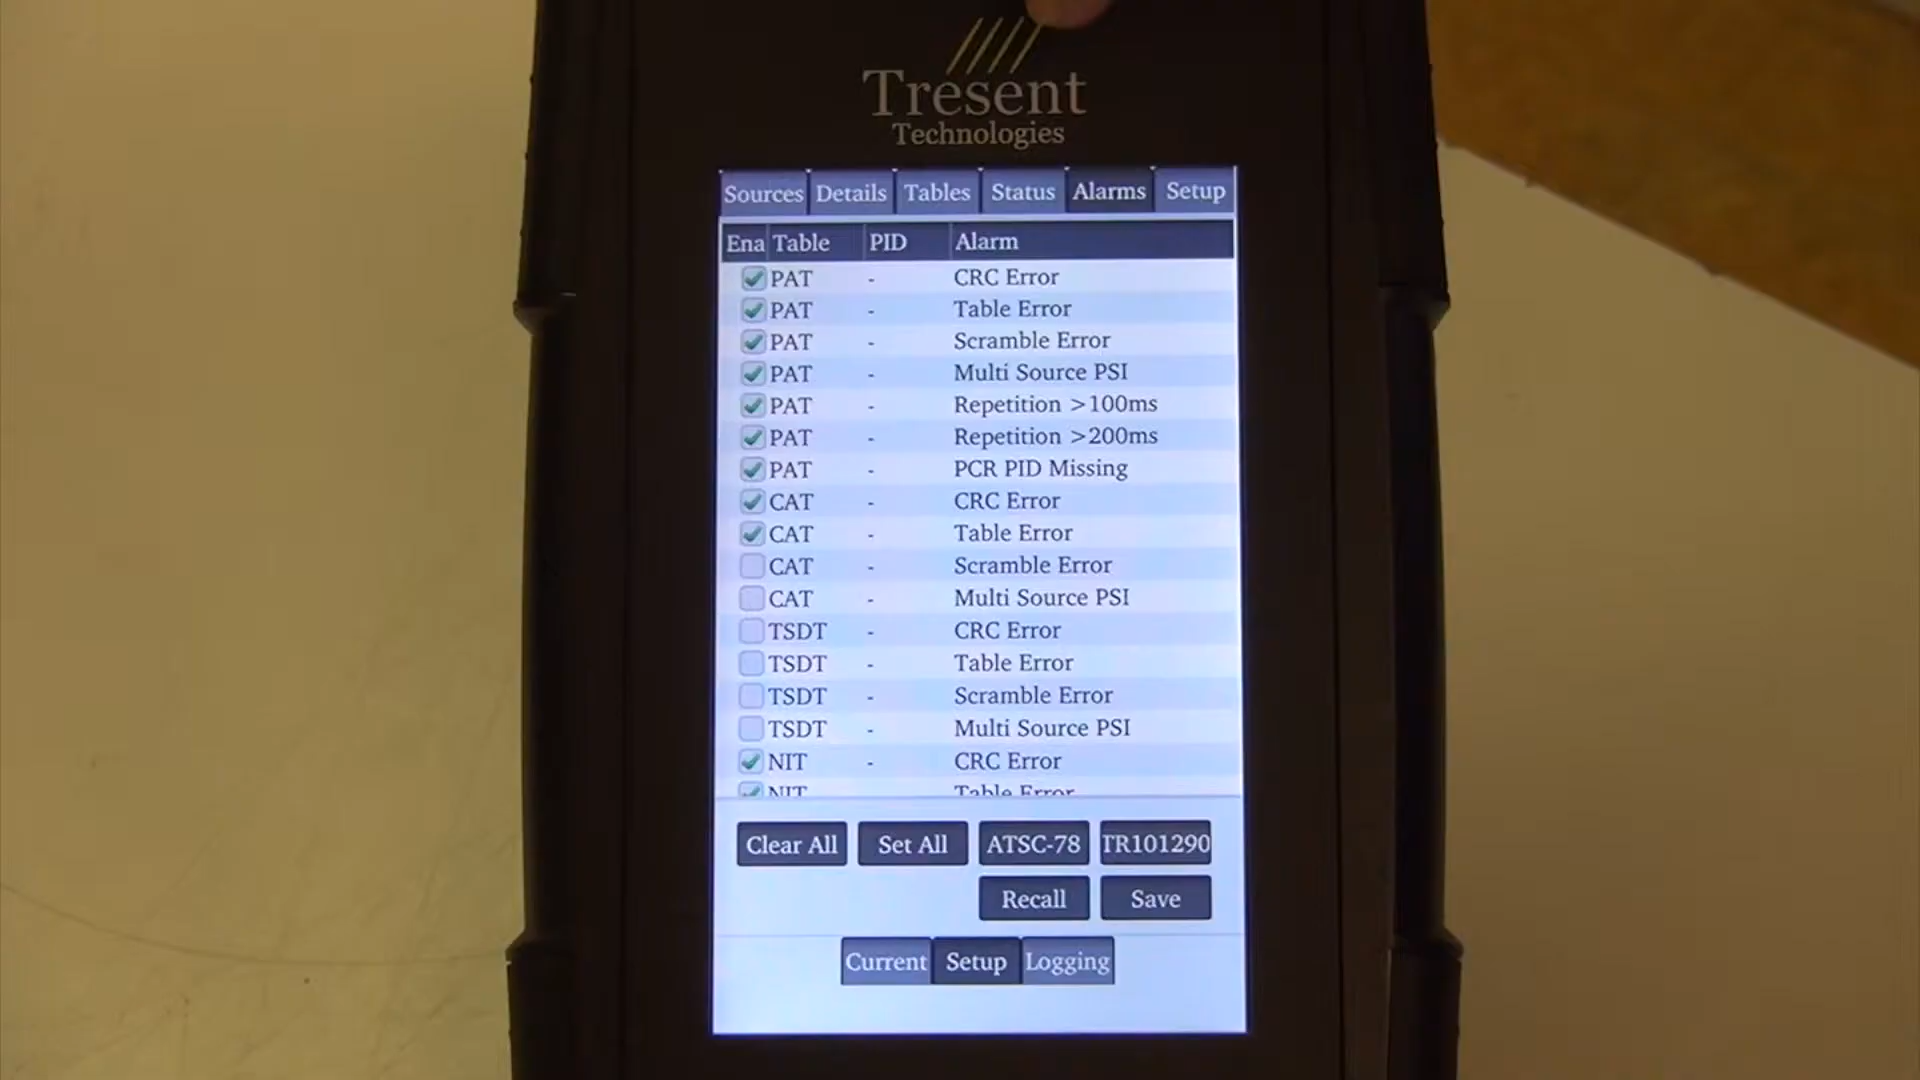 Tresent
Technologies
Sources Details Tables Status Alarms Setup
Ena Table PID Alarm
PAT - CRC Error
PAT - Table Error
PAT - Scramble Error
PAT - Multi Source PSI
PAT - Repetition >100ms
PAT - Repetition >200ms
PAT - PCR PID Missing
CAT - CRC Error
CAT - Table Error
CAT - Scramble Error
CAT - Multi Source PSI
TSDT - CRC Error
TSDT - Table Error
TSDT - Scramble Error
TSDT - Multi Source PSI
NIT - CRC Error
NIT Table Error
Clear All Set All ATSC-78 TR101290
Recall Save
Current Setup Logging